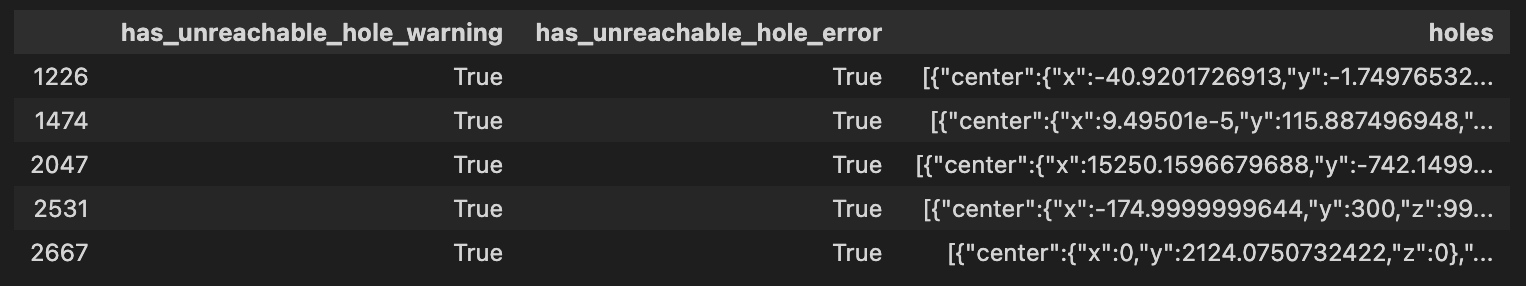 has_unreachable_hole_warning has_unreachable_hole_error holes
1226 True True [{"center":{"x":-40.9201726913,"y":-1.74976532...
1474 True True [{"center":{"x":9.49501e-5,"y":115.887496948,"...
2047 True True [{"center":{"x":15250.1596679688,"y":-742.1499...
2531 True True [{"center":{"x":-174.9999999644,"y":300,"z":99...
2667 True True [{"center":{"x":0,"y":2124.0750732422,"z":0},"...